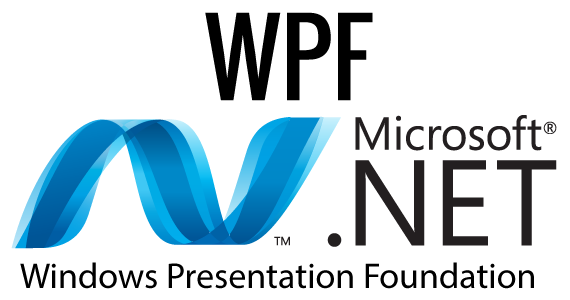 WPF
Microsoft®
™ .NET
Windows Presentation Foundation